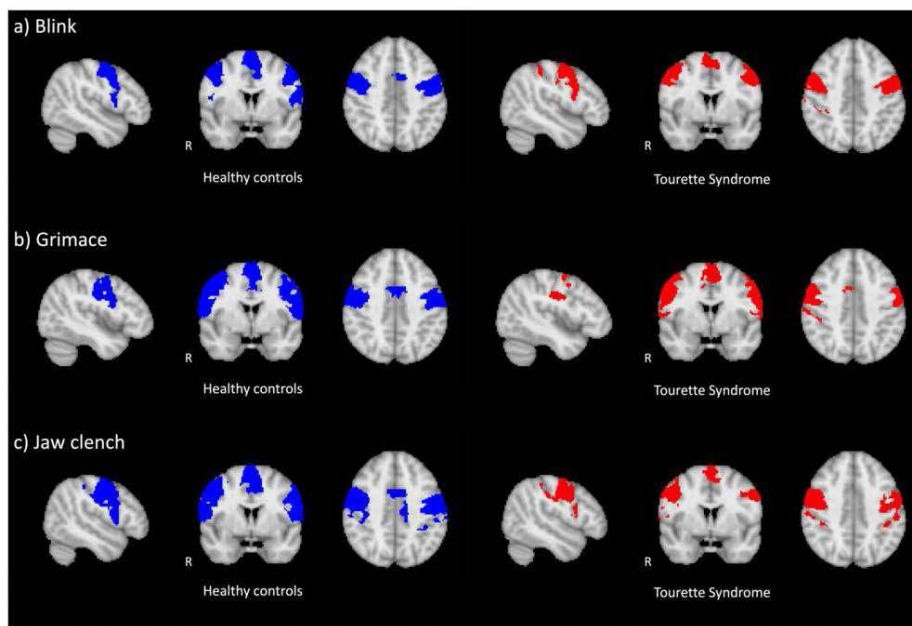 a) Blink
R
R
Healthy controls
Tourette Syndrome
b) Grimace
R
R
Healthy controls
Tourette Syndrome
c) Jaw clench
R
R
Healthy controls
Tourette Syndrome